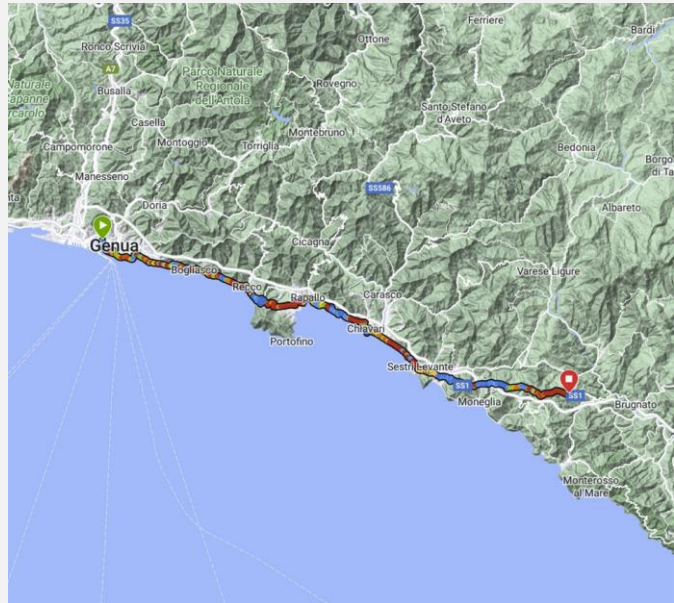 SS35
Ronco Scrivia
A7
Busalla
Parco Naturale
Regionale
dell'Antola
Ottone
Ferriere
Bardi
Rovegno
Casella
Montebruno
Santo Stefano
d'Aveto
Campomorone
Montoggio
Torriglia
Bedonia
Borgo
di Ta
Manesseno
SS586
Albareto
Doria
Genua
Cicagna
Bogliasco
Varese Ligure
Recco
Rapallo
Carasco
Chiavari
Portofino
Sestri Levante
SS1
Moneglia
SS1
Brugnato
Monterosso
al Mare